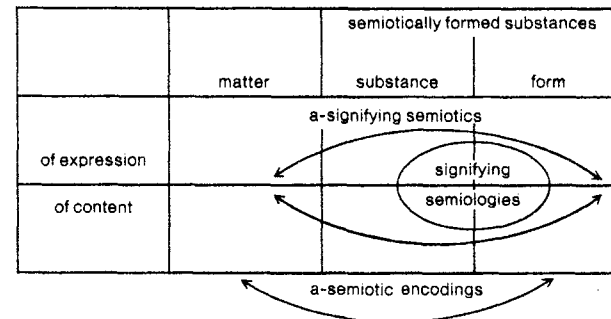 semiotically formed substances
matter substance form
a-signifying semiotics
of expression
signifying
of content
semiologies
a-semiotic encodings